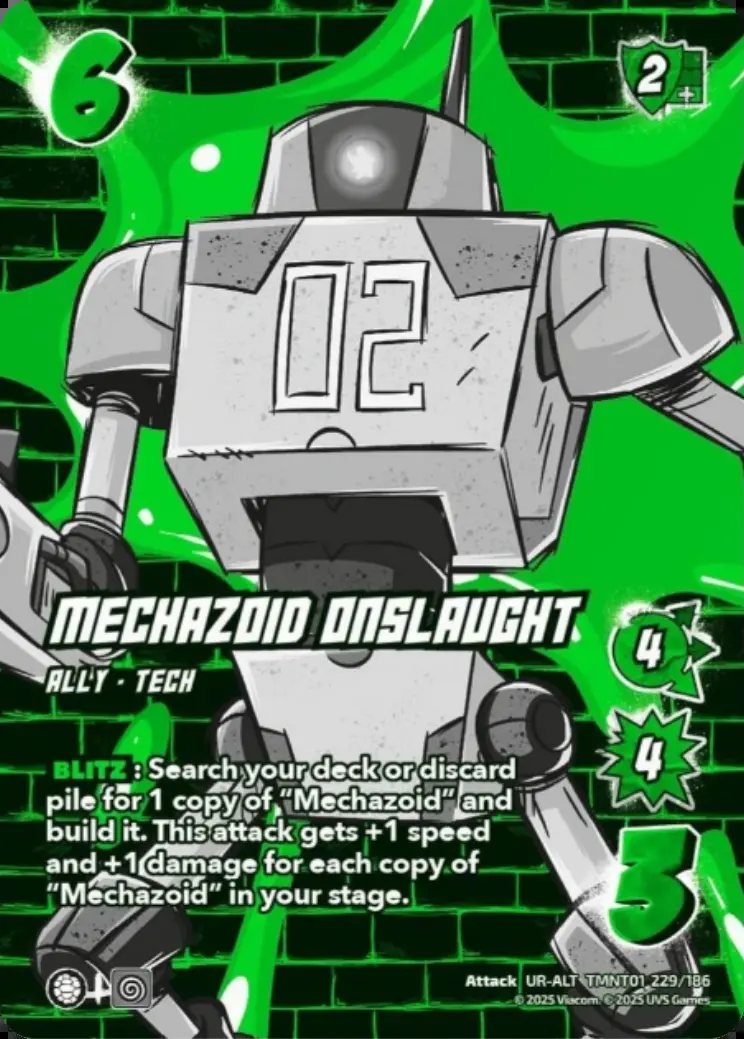 6
2
+
02
MECHAZOID ONSLAUGHT
4
ALLY · TECH
4
BLITZ : Search your deck or discard
pile for 1 copy of “Mechazoid” and
build it. This attack gets +1 speed
and +1 damage for each copy of
“Mechazoid” in your stage.
3
Attack UR-ALT TMNT01 229/186
© 2025 Viacom. © 2025 UVS Games